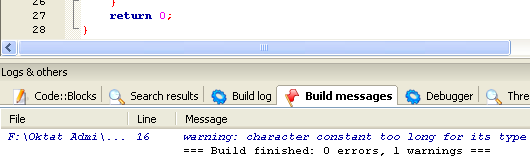 26 }
27 return 0;
28 }
Logs & others
Code::Blocks Search results Build log Build messages Debugger Thre
File Line Message
F:\Oktat Admi\... 16 warning: character constant too long for its type
=== Build finished: 0 errors, 1 warnings ===